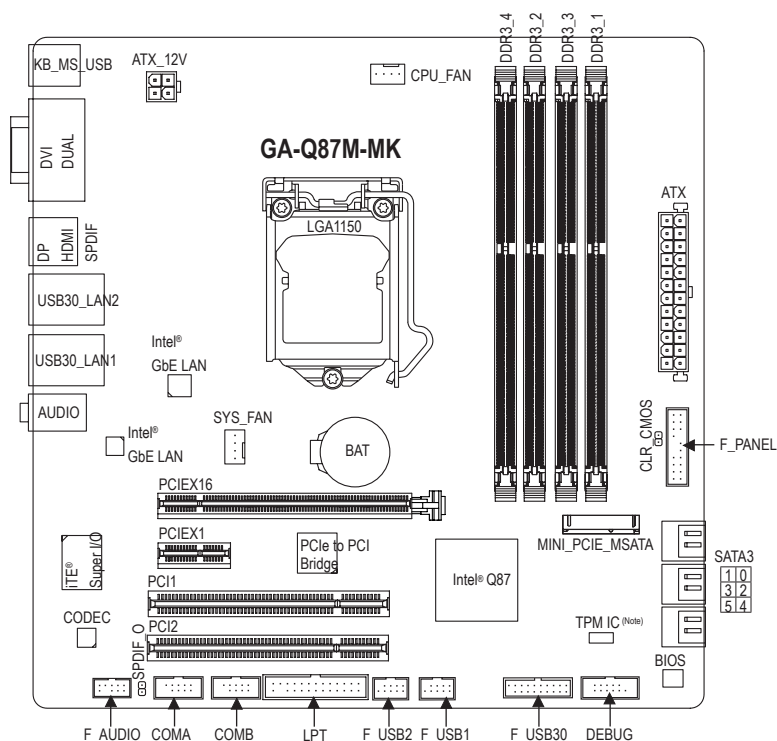 DDR3_4
DDR3_2
DDR3_3
DDR3_1
KB_MS_USB
ATX_12V
CPU_FAN
GA-Q87M-MK
DVI
DUAL
LGA1150
ATX
DP
HDMI
SPDIF
USB30_LAN2
USB30_LAN1
Intel®
GbE LAN
AUDIO
SYS_FAN
Intel®
GbE LAN
BAT
CLR_CMOS
F_PANEL
PCIEX16
PCIEX1
PCIe to PCI
Bridge
MINI_PCIE_MSATA
iTE®
Super I/O
Intel® Q87
SATA3
1 0
3 2
5 4
PCI1
CODEC
PCI2
SPDIF_O
TPM IC (Note)
BIOS
F_AUDIO
COMA
COMB
LPT
F_USB2
F_USB1
F_USB30
DEBUG